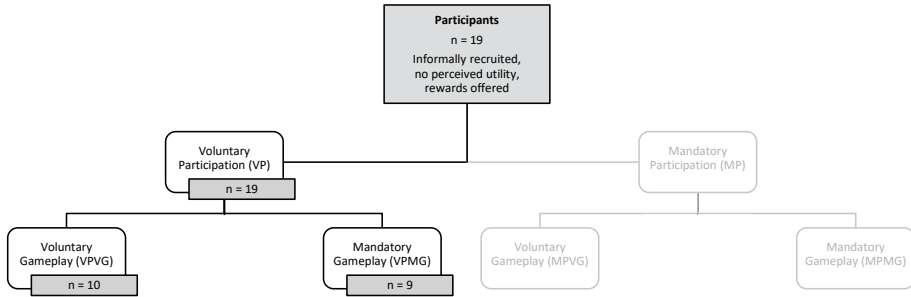 Participants
n = 19
Informally recruited,
no perceived utility,
rewards offered
Voluntary
Participation (VP)
n = 19
Mandatory
Participation (MP)
Voluntary
Gameplay (VPVG)
n = 10
Mandatory
Gameplay (VPMG)
n = 9
Voluntary
Gameplay (MPVG)
Mandatory
Gameplay (MPMG)